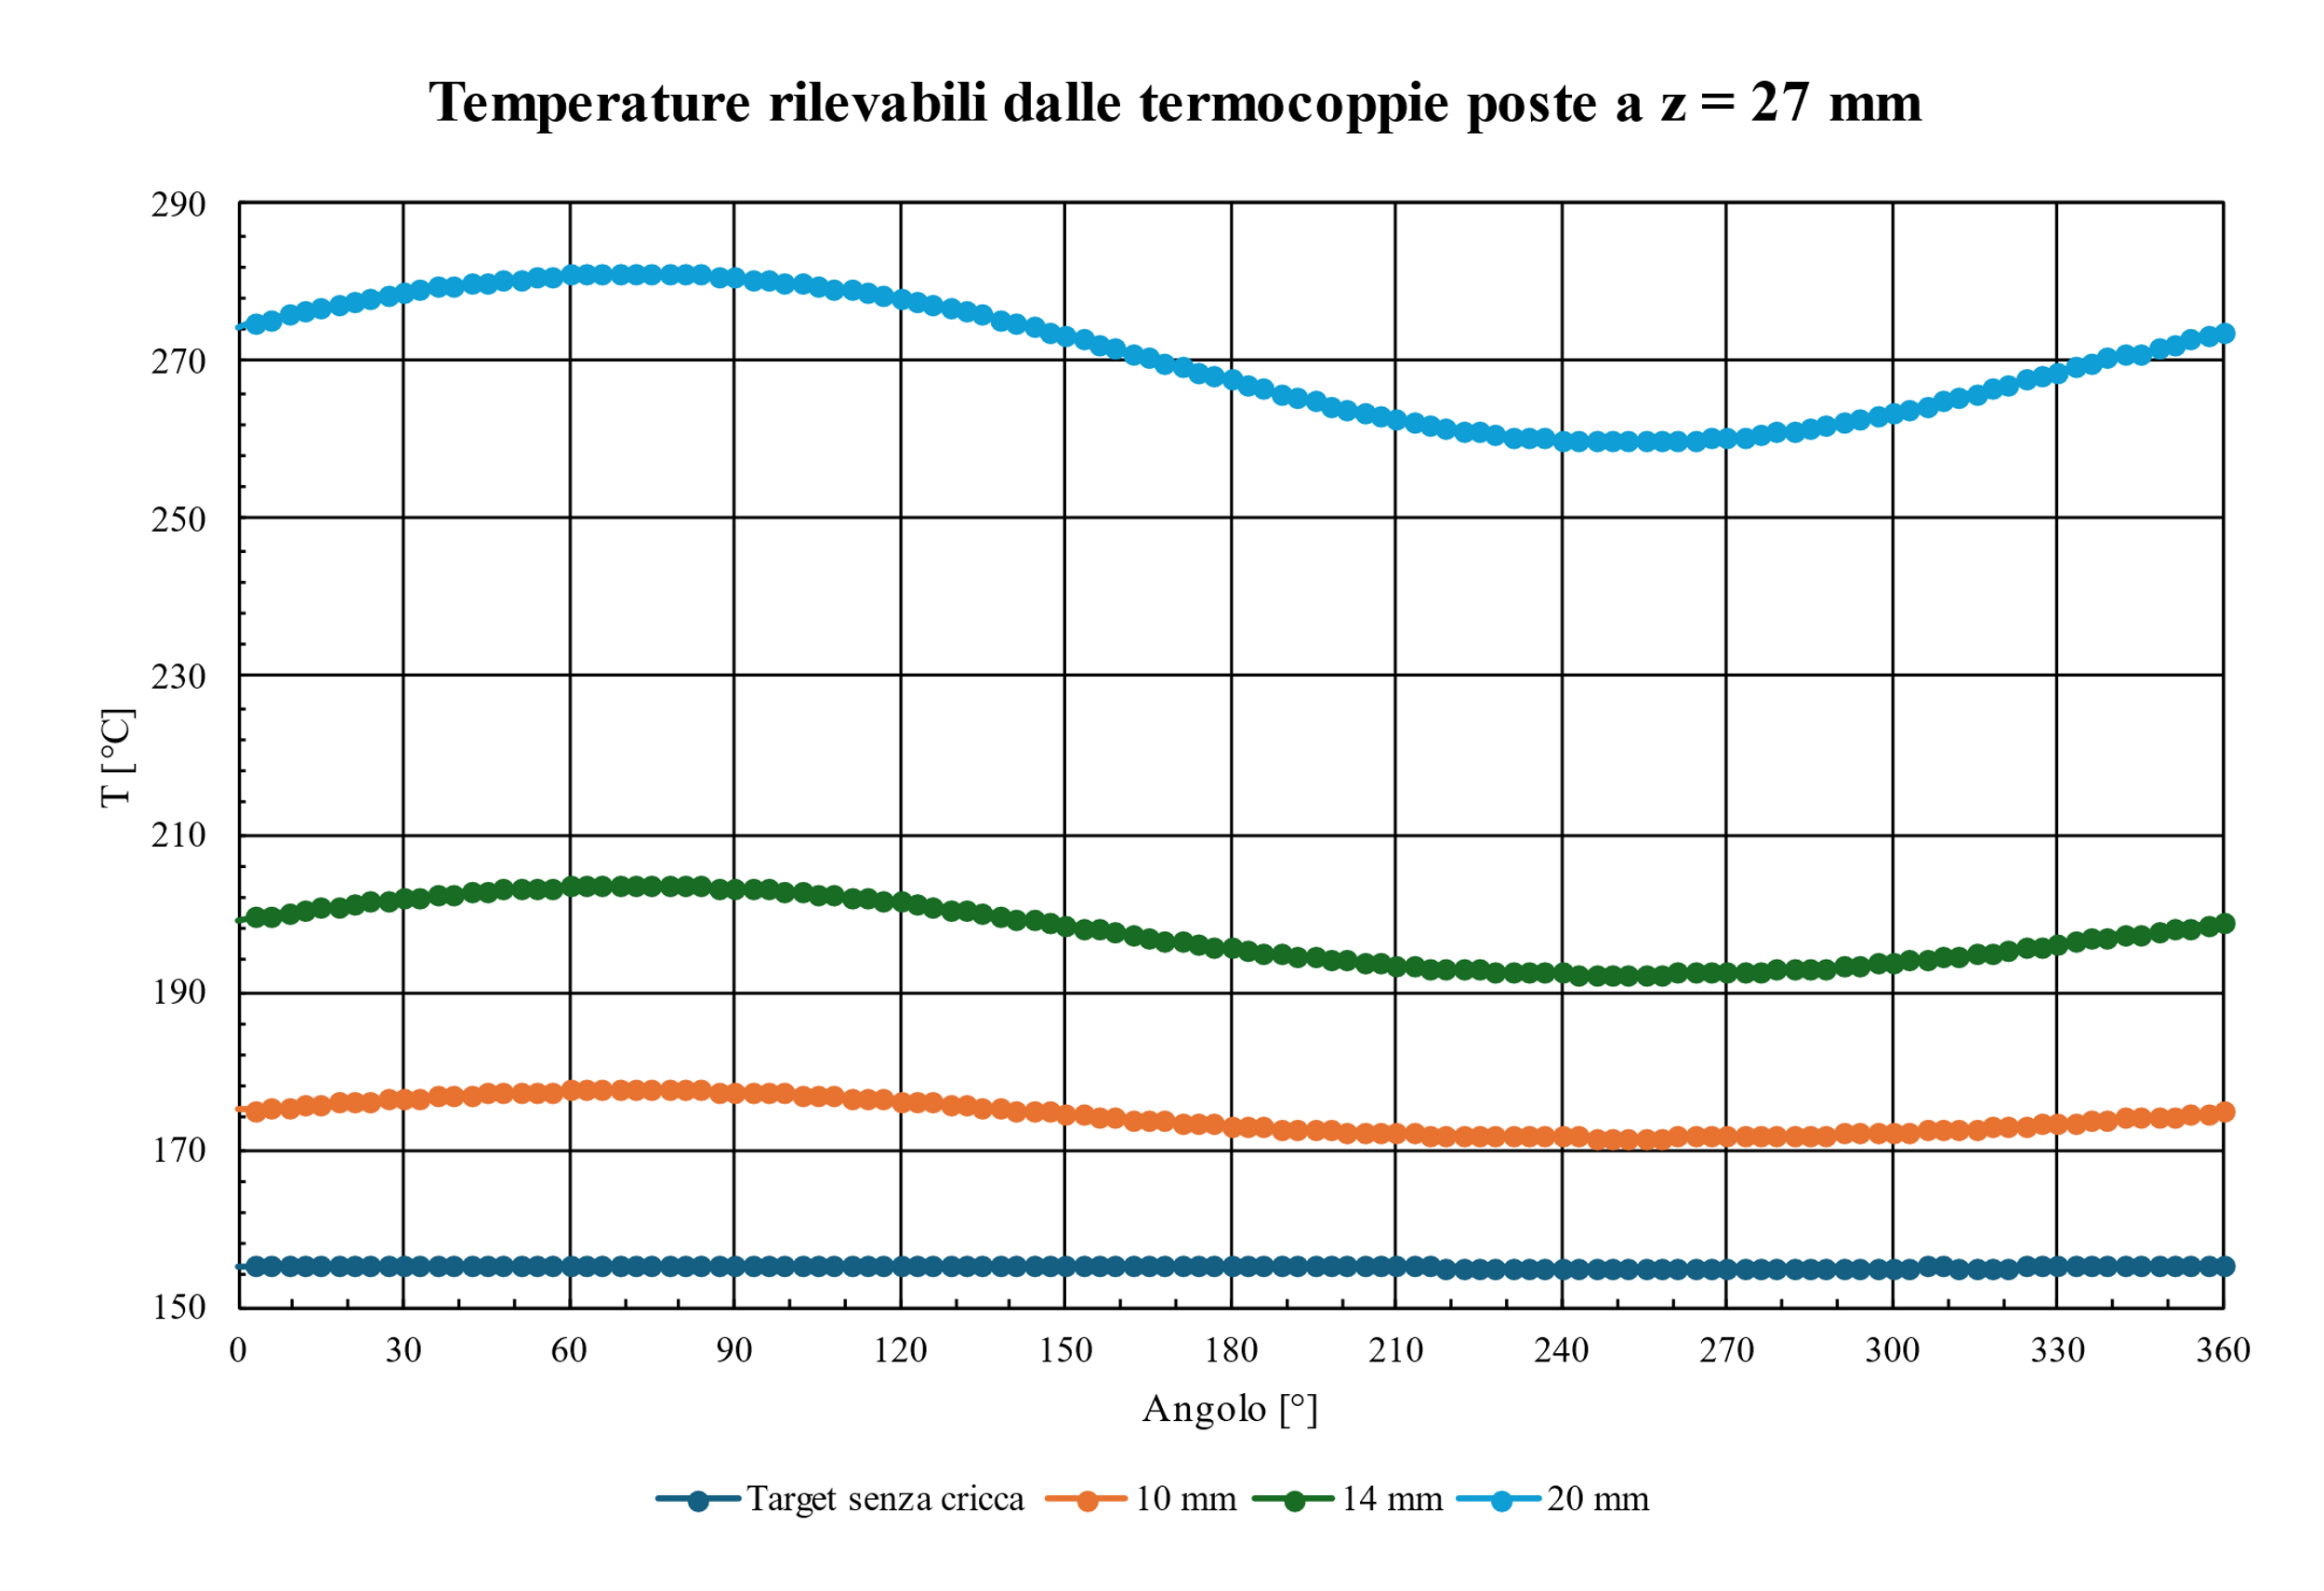 Temperature rilevabili dalle termocoppie poste a z = 27 mm
290
270
250
230
210
190
170
150
T [°C]
0 30 60 90 120 150 180 210 240 270 300 330 360
Angolo [°]
Target senza cricca 10 mm 14 mm 20 mm